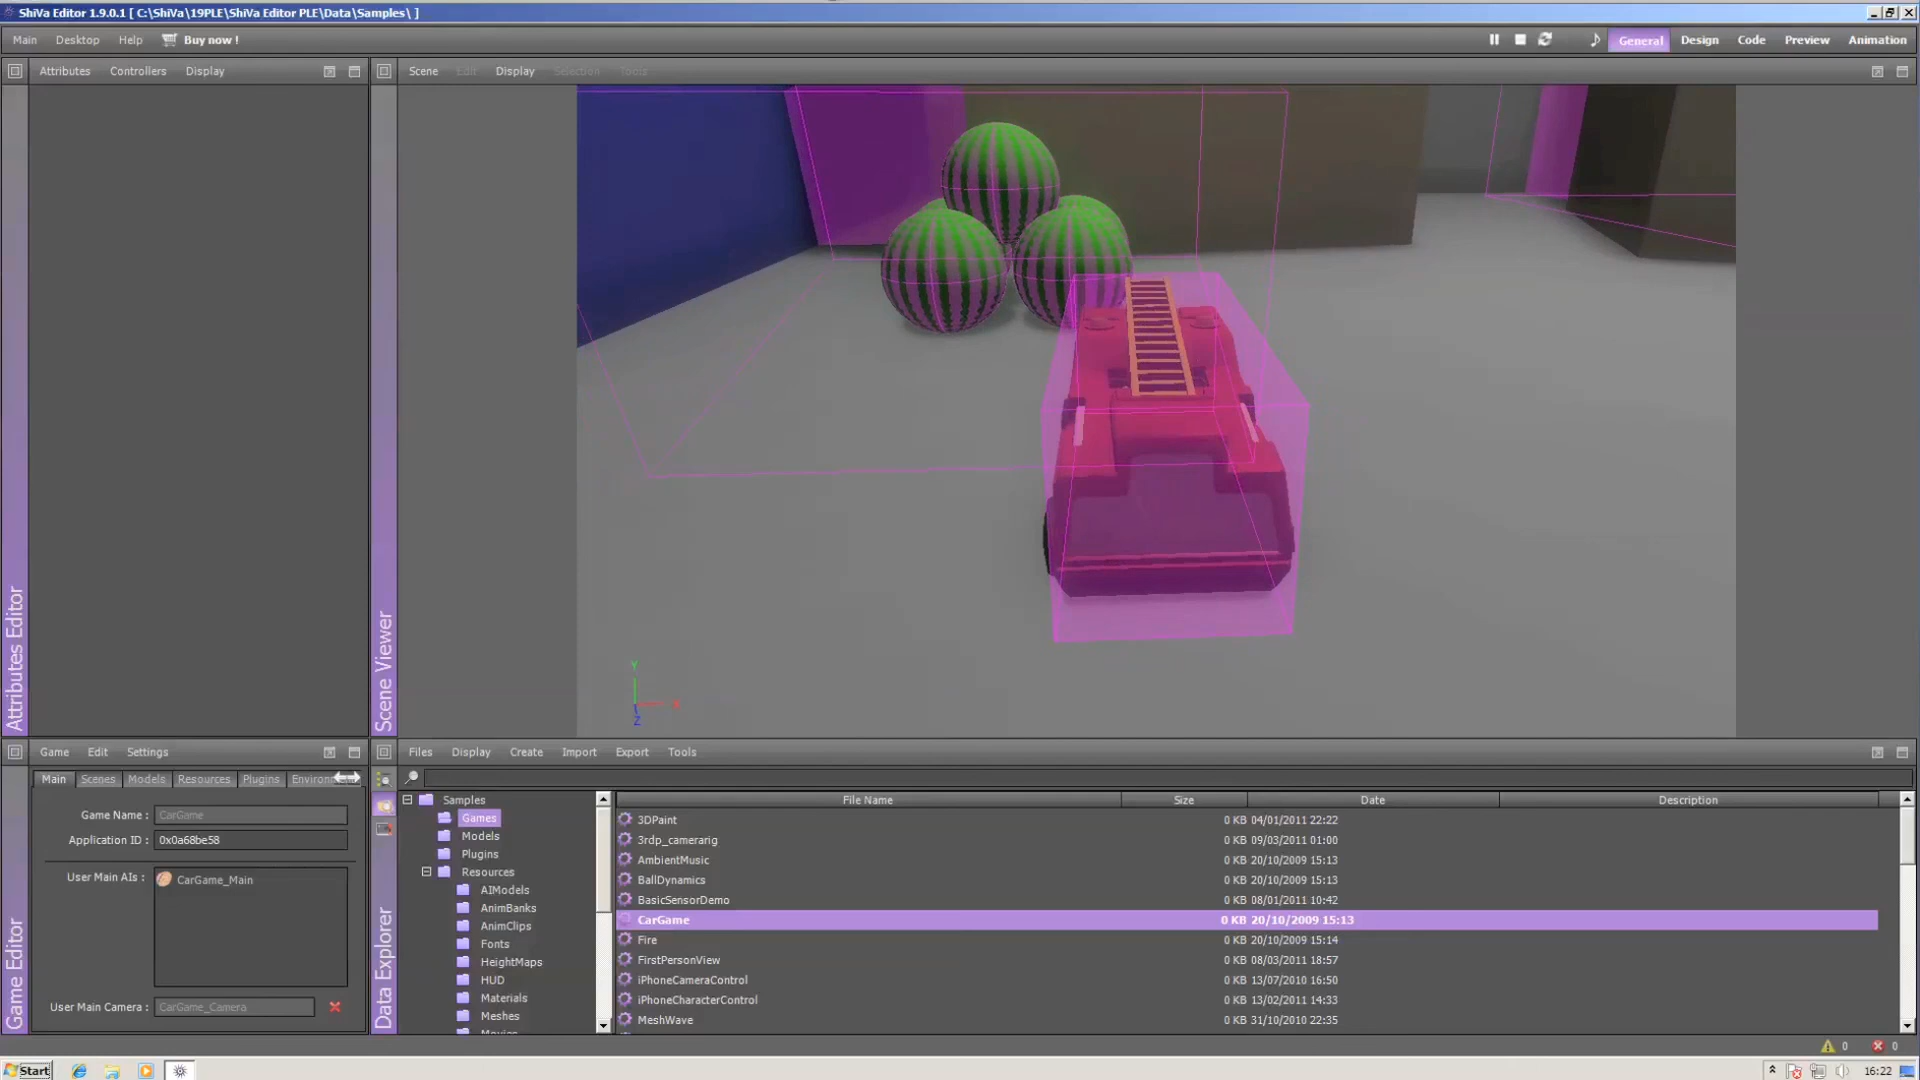 ShiVa Editor 1.9.0.1 [ C:\ShiVa\19PLE\ShiVa Editor PLE\Data\Samples\ ]
Main Desktop Help Buy now !
General Design Code Preview Animation
Attributes Controllers Display
Scene Edit Display Selection Tools
Attributes Editor
Scene Viewer
Y
X
Z
Game Edit Settings
Main Scenes Models Resources Plugins
Game Name : CarGame
Application ID : 0x0a68be58
User Main AIs : CarGame_Main
User Main Camera : CarGame_Camera
Game Editor
Files Display Create Import Export Tools
Data Explorer
Samples
Games
Models
Plugins
Resources
AIModels
AnimBanks
AnimClips
Fonts
HeightMaps
HUD
Materials
Meshes
File Name Size Date Description
3DPaint 0 KB 04/01/2011 22:22
3rdp_camerarig 0 KB 09/03/2011 01:00
AmbientMusic 0 KB 20/10/2009 15:13
BallDynamics 0 KB 20/10/2009 15:13
BasicSensorDemo 0 KB 08/01/2011 10:42
CarGame 0 KB 20/10/2009 15:13
Fire 0 KB 20/10/2009 15:14
FirstPersonView 0 KB 08/03/2011 18:57
iPhoneCameraControl 0 KB 13/07/2010 16:50
iPhoneCharacterControl 0 KB 13/02/2011 14:33
MeshWave 0 KB 31/10/2010 22:35
0 0
Start
16:22